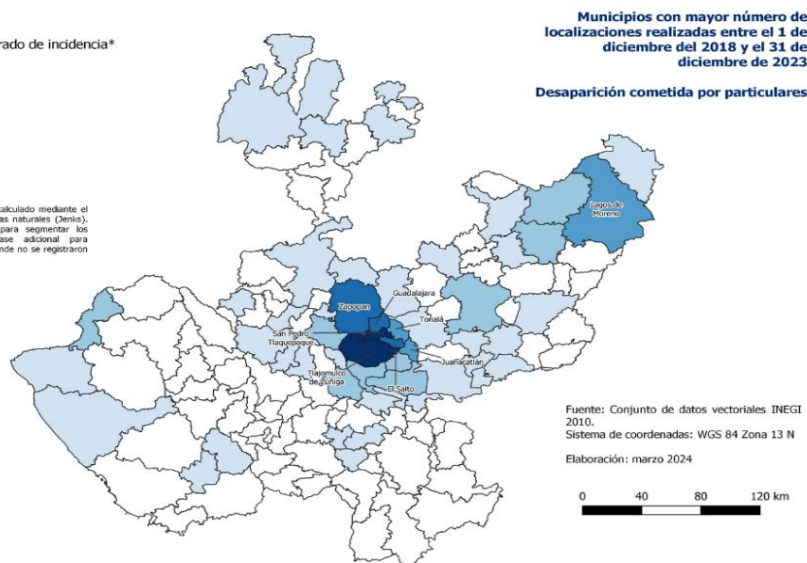 Municipios con mayor número de
localizaciones realizadas entre el 1 de
diciembre del 2018 y el 31 de
diciembre de 2023
Desaparición cometida por particulares
rado de incidencia*
calculado mediante el
as naturales (Jenks),
para segmentar los
ase adicional para
nde no se registraron
Lagos de
Moreno
Zapopan
Guadalajara
Tonalá
San Pedro
Tlaquepaque
Juanacatlán
Tlajomulco
de Zúñiga
El Salto
Fuente: Conjunto de datos vectoriales INEGI
2010.
Sistema de coordenadas: WGS 84 Zona 13 N
Elaboración: marzo 2024
0 40 80 120 km